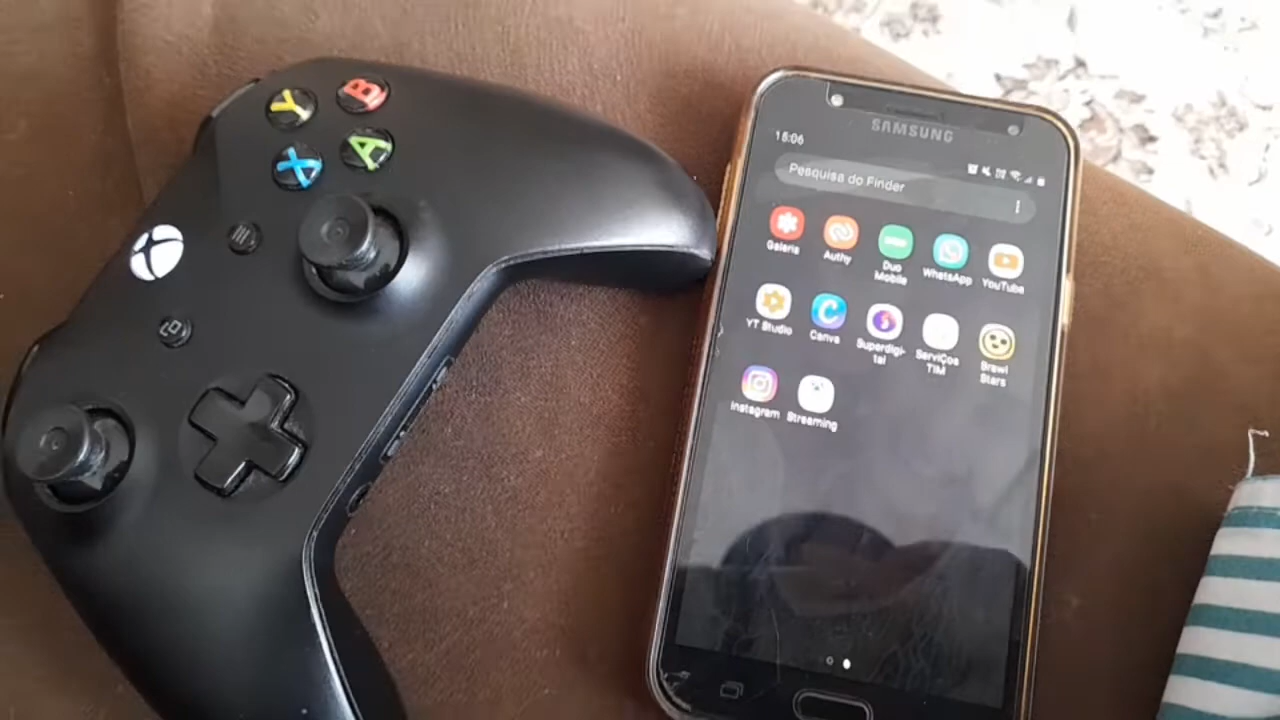 Y
B
X
A
SAMSUNG
15:06
Pesquisa do Finder
Galeria
Authy
Duo
Mobile
WhatsApp
YouTube
YT Studio
Canva
Superdigi-
tal
Serviços
TIM
Brawl
Stars
Instagram
Streaming